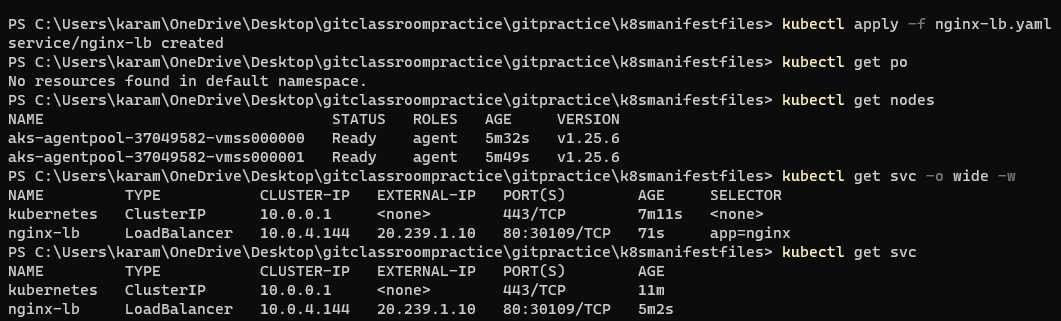 PS C:\Users\karam\OneDrive\Desktop\gitclassroompractice\gitpractice\k8smanifestfiles> kubectl apply -f nginx-lb.yaml
service/nginx-lb created
PS C:\Users\karam\OneDrive\Desktop\gitclassroompractice\gitpractice\k8smanifestfiles> kubectl get po
No resources found in default namespace.
PS C:\Users\karam\OneDrive\Desktop\gitclassroompractice\gitpractice\k8smanifestfiles> kubectl get nodes
NAME                                STATUS   ROLES   AGE     VERSION
aks-agentpool-37049582-vmss000000   Ready    agent   5m32s   v1.25.6
aks-agentpool-37049582-vmss000001   Ready    agent   5m49s   v1.25.6
PS C:\Users\karam\OneDrive\Desktop\gitclassroompractice\gitpractice\k8smanifestfiles> kubectl get svc -o wide -w
NAME         TYPE           CLUSTER-IP    EXTERNAL-IP   PORT(S)        AGE     SELECTOR
kubernetes   ClusterIP      10.0.0.1      <none>        443/TCP        7m11s   <none>
nginx-lb     LoadBalancer   10.0.4.144    20.239.1.10   80:30109/TCP   71s     app=nginx
PS C:\Users\karam\OneDrive\Desktop\gitclassroompractice\gitpractice\k8smanifestfiles> kubectl get svc
NAME         TYPE           CLUSTER-IP    EXTERNAL-IP   PORT(S)        AGE
kubernetes   ClusterIP      10.0.0.1      <none>        443/TCP        11m
nginx-lb     LoadBalancer   10.0.4.144    20.239.1.10   80:30109/TCP   5m2s